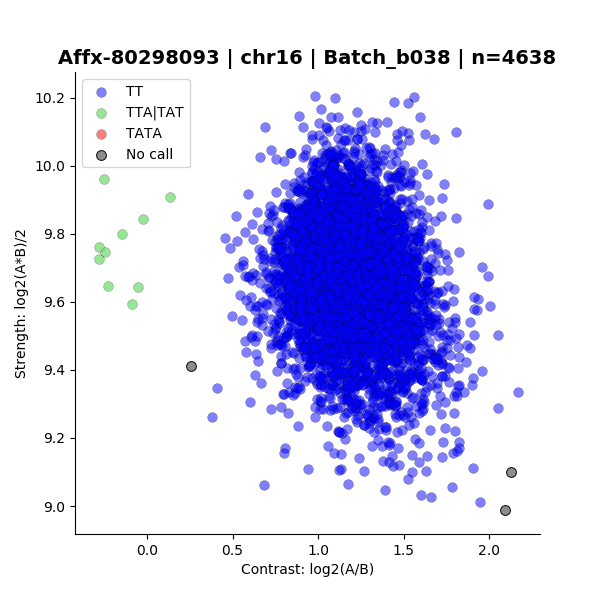 Affx-80298093 | chr16 | Batch_b038 | n=4638
TT
TTA|TAT
TATA
No call
10.2
10.0
9.8
9.6
9.4
9.2
9.0
Strength: log2(A*B)/2
0.0
0.5
1.0
1.5
2.0
Contrast: log2(A/B)